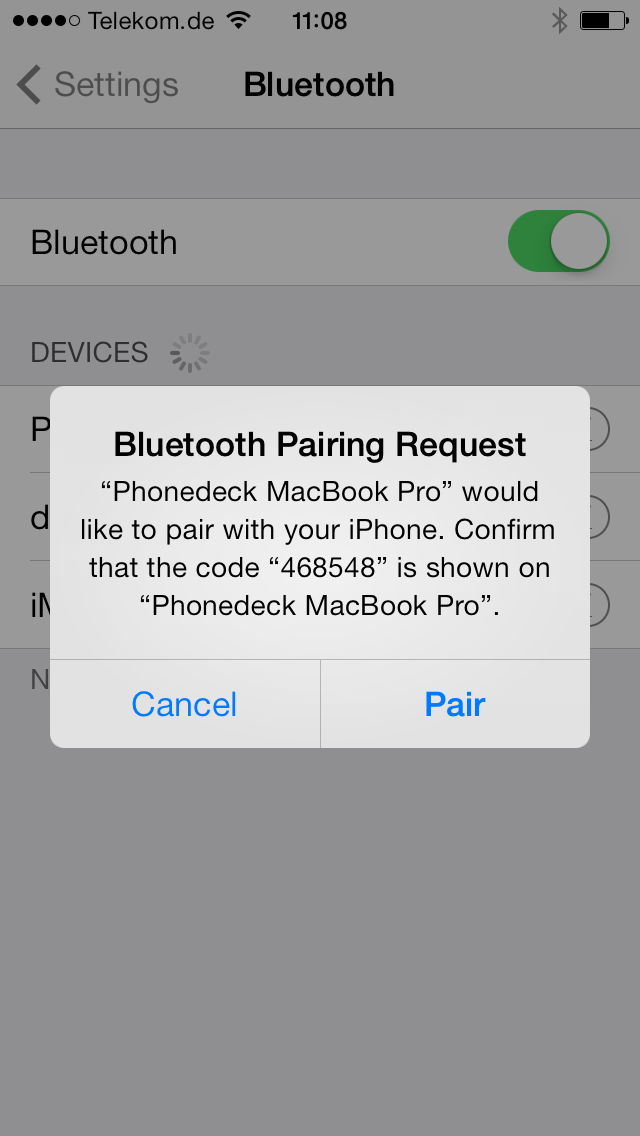 Telekom.de 11:08
Settings Bluetooth
Bluetooth
DEVICES
Bluetooth Pairing Request
“Phonedeck MacBook Pro” would
like to pair with your iPhone. Confirm
that the code “468548” is shown on
“Phonedeck MacBook Pro”.
Cancel Pair